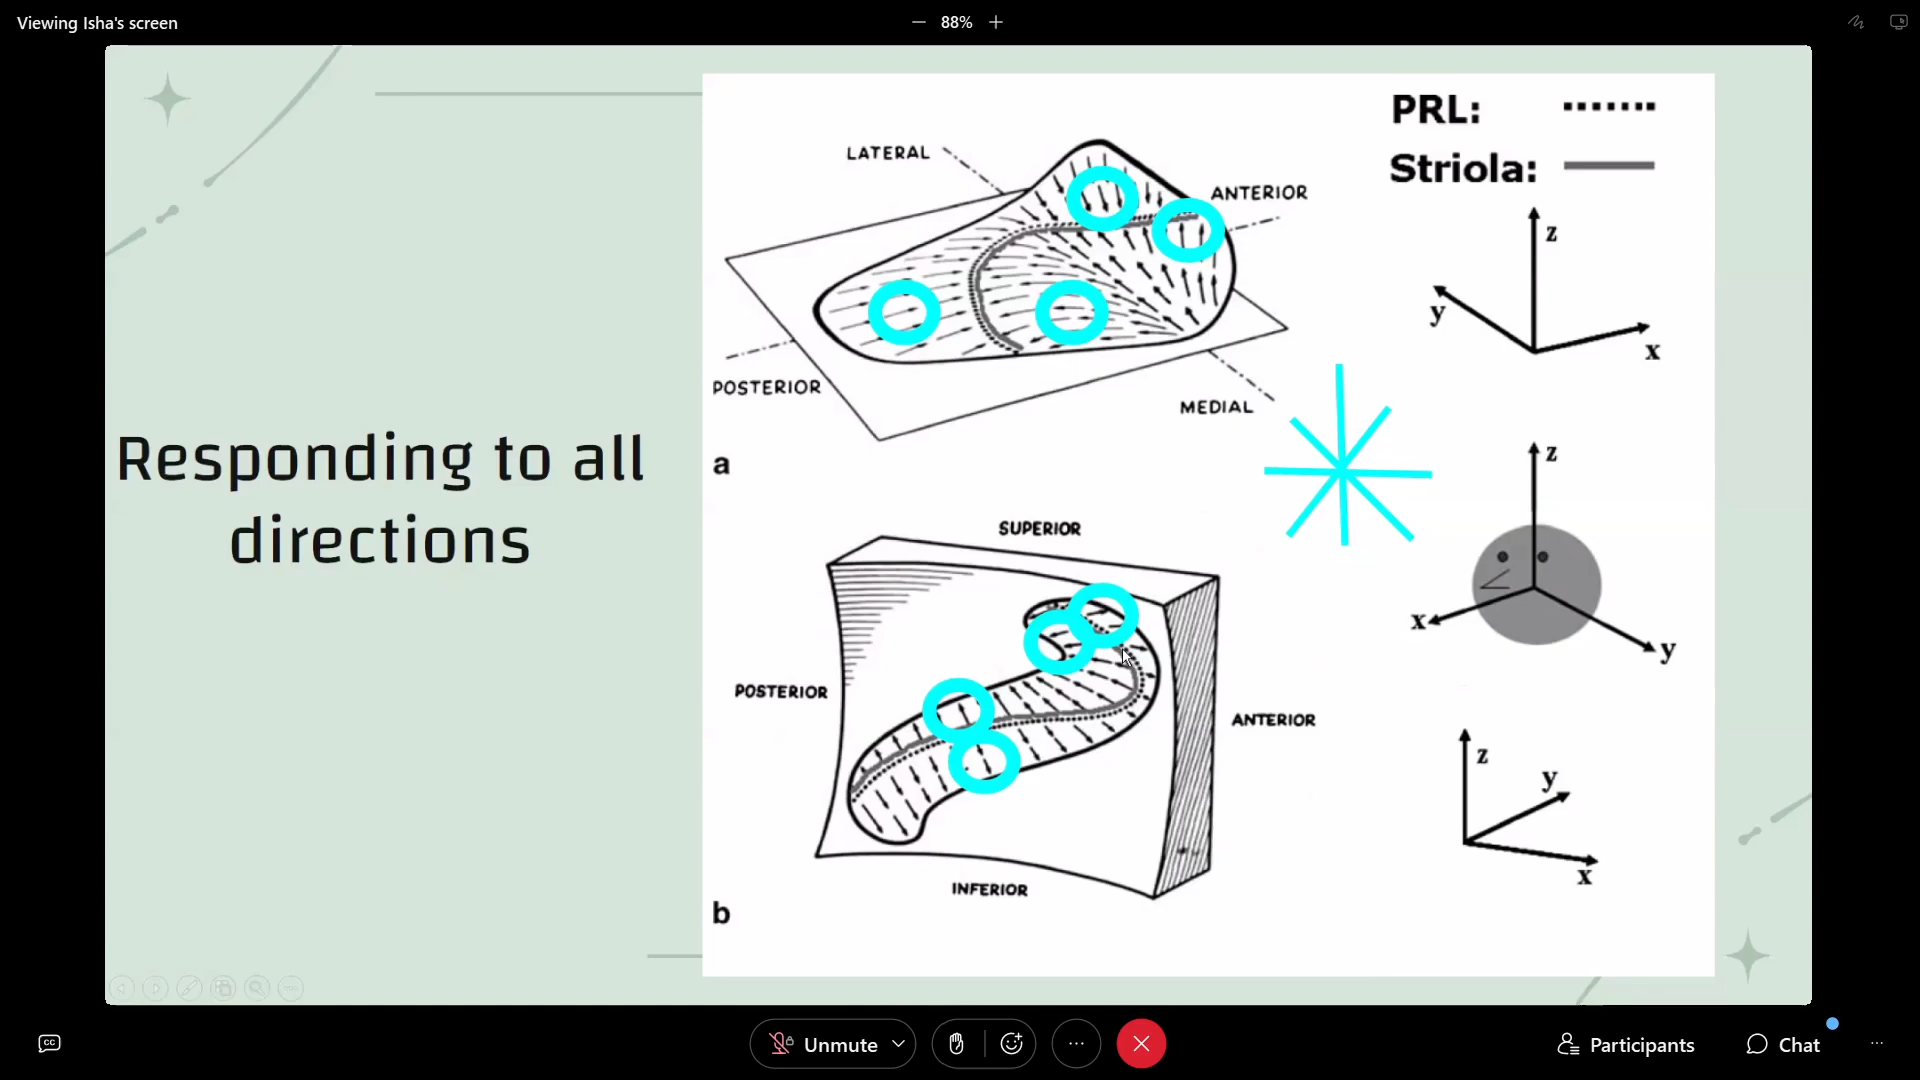 Viewing Isha's screen
88%
Responding to all
directions
PRL:
Striola:
LATERAL
ANTERIOR
POSTERIOR
MEDIAL
z
y
x
a
SUPERIOR
z
x
y
POSTERIOR
ANTERIOR
z
y
x
INFERIOR
b
CC
Unmute
Participants
Chat